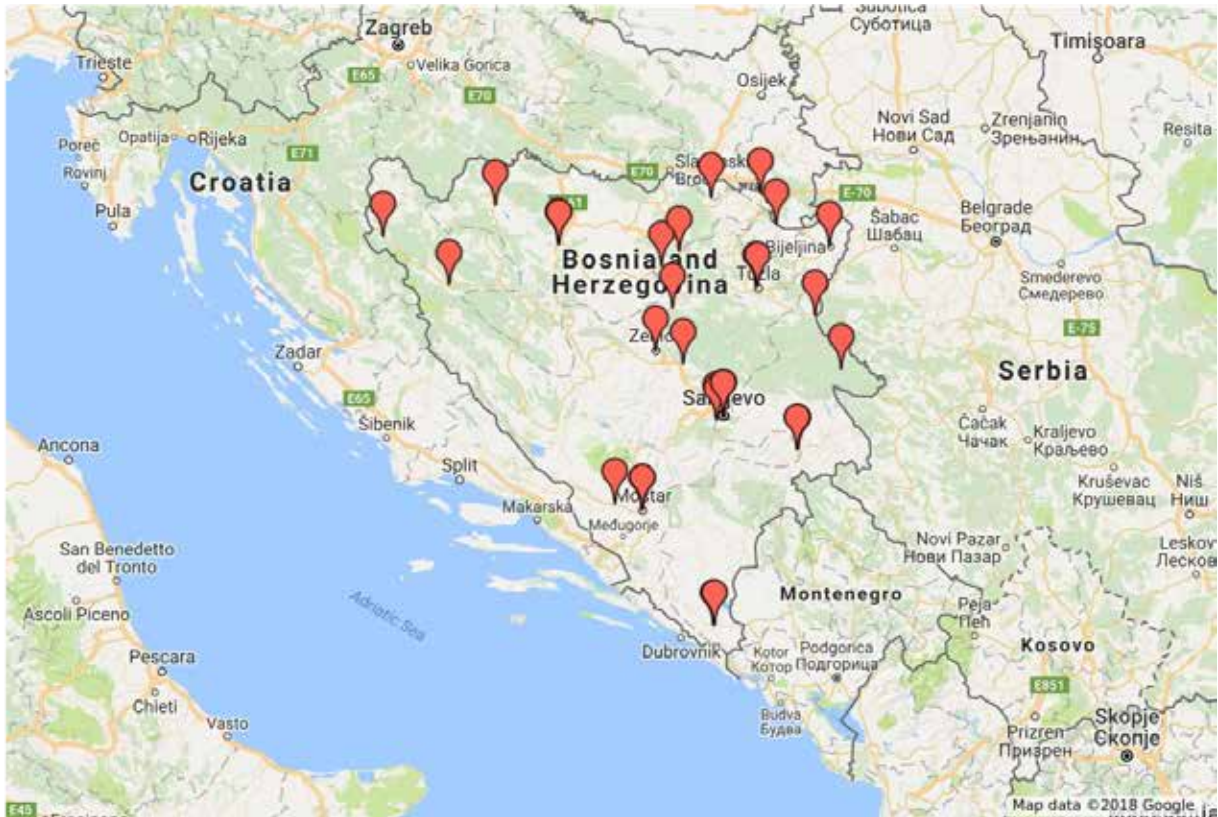 Subotica
Суботица
Zagreb
Timișoara
Trieste
Velika Gorica
E65
Osijek
E70
Novi Sad
Нови Сад
Zrenjanin
Зрењанин
Resita
Poreč
Opatija
Rijeka
E71
Rovinj
E70
Croatia
E-70
Pula
Šabac
Шабац
Belgrade
Београд
Bijeljina
Bosnia and
Herzegovina
Tuzla
Smederevo
Смедерево
E-75
Zadar
Serbia
E65
Sarajevo
Šibenik
Čačak
Чачак
Kraljevo
Краљево
Ancona
Split
Kruševac
Крушевац
Niš
Ниш
Makarska
Mostar
Međugorje
San Benedetto
del Tronto
Novi Pazar
Нови Пазар
Leskov
Лесков
Ascoli Piceno
Adriatic Sea
Montenegro
Peja
Пећ
Dubrovnik
Kotor
Котор
Podgorica
Подгорица
Kosovo
Pescara
E851
Chieti
Budva
Будва
Vasto
Prizren
Призрен
Skopje
Скопје
E45
Map data ©2018 Google